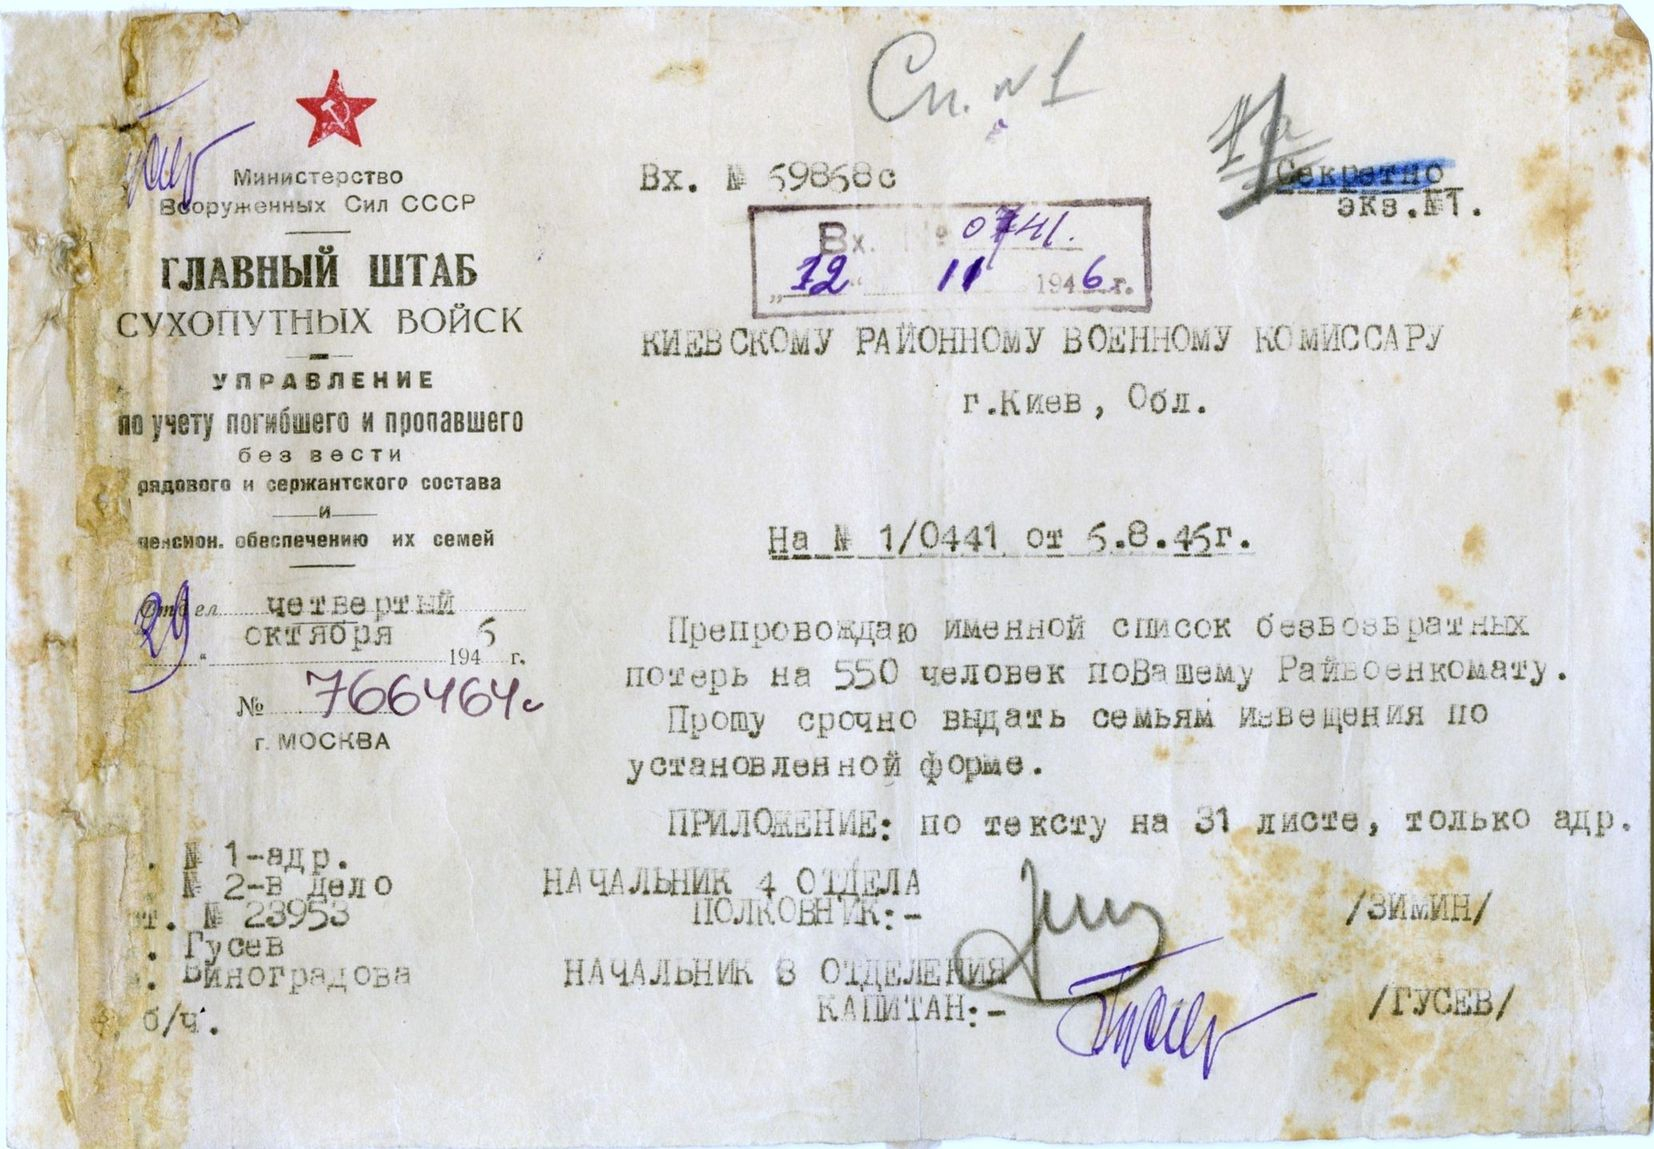 Сп. № 1
Министерство
Вооруженных Сил СССР
ГЛАВНЫЙ ШТАБ
СУХОПУТНЫХ ВОЙСК
УПРАВЛЕНИЕ
по учету погибшего и пропавшего
без вести
рядового и сержантского состава
и
пенсион. обеспечению их семей
Отдел четвертый
29 " октября 1945 г.
№ 766464с
г. МОСКВА
Вх. № 59868с
Секретно
экз.№1.
Вх. № 0741.
„12" 11 1946 г.
КИЕВСКОМУ РАЙОННОМУ ВОЕННОМУ КОМИССАРУ
г.Киев, Обл.
На № 1/0441 от 5.8.46г.
Препровождаю именной список безвозвратных
потерь на 550 человек поВашему Райвоенкомату.
Прошу срочно выдать семьям извещения по
установленной форме.
ПРИЛОЖЕНИЕ: по тексту на 31 листе, только адр.
. № 1-адр.
№ 2-в дело
т. № 23953
. Гусев
. Виноградова
б/ч.
НАЧАЛЬНИК 4 ОТДЕЛА
ПОЛКОВНИК:- /ЗИМИН/
НАЧАЛЬНИК 3 ОТДЕЛЕНИЯ
КАПИТАН:- /ГУСЕВ/